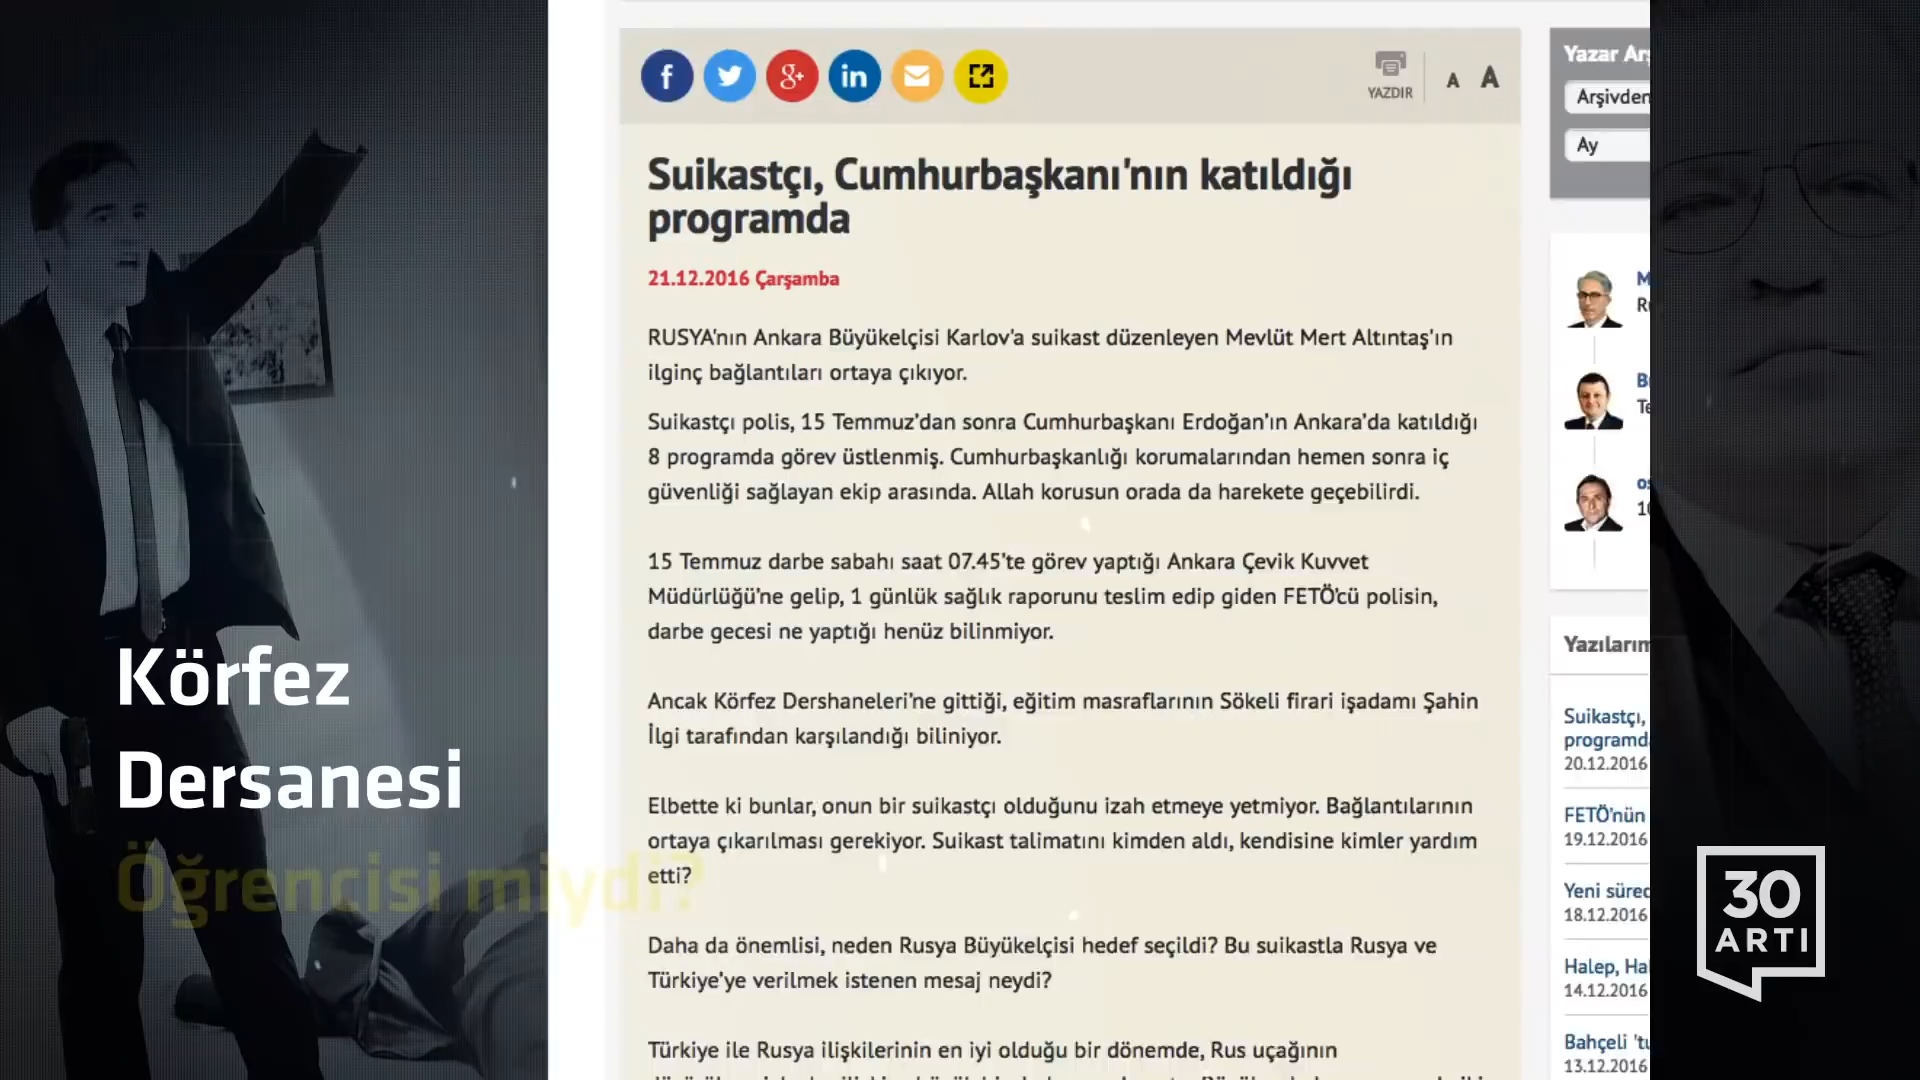 YAZDIR
A A
Suikastçı, Cumhurbaşkanı'nın katıldığı
programda
21.12.2016 Çarşamba
RUSYA'nın Ankara Büyükelçisi Karlov'a suikast düzenleyen Mevlüt Mert Altıntaş'ın
ilginç bağlantıları ortaya çıkıyor.
Suikastçı polis, 15 Temmuz'dan sonra Cumhurbaşkanı Erdoğan'ın Ankara'da katıldığı
8 programda görev üstlenmiş. Cumhurbaşkanlığı korumalarından hemen sonra iç
güvenliği sağlayan ekip arasında. Allah korusun orada da harekete geçebilirdi.
15 Temmuz darbe sabahı saat 07.45'te görev yaptığı Ankara Çevik Kuvvet
Müdürlüğü'ne gelip, 1 günlük sağlık raporunu teslim edip giden FETÖ'cü polisin,
darbe gecesi ne yaptığı henüz bilinmiyor.
Ancak Körfez Dershaneleri'ne gittiği, eğitim masraflarının Sökeli firari işadamı Şahin
İlgi tarafından karşılandığı biliniyor.
Elbette ki bunlar, onun bir suikastçı olduğunu izah etmeye yetmiyor. Bağlantılarının
ortaya çıkarılması gerekiyor. Suikast talimatını kimden aldı, kendisine kimler yardım
etti?
Daha da önemlisi, neden Rusya Büyükelçisi hedef seçildi? Bu suikastla Rusya ve
Türkiye'ye verilmek istenen mesaj neydi?
Türkiye ile Rusya ilişkilerinin en iyi olduğu bir dönemde, Rus uçağının
Körfez
Dersanesi
Öğrencisi miydi?
Yazar Arş
Arşivden
Ay
Yazılarım
Suikastçı,
programd
20.12.2016
FETÖ'nün
19.12.2016
Yeni süreç
18.12.2016
Halep, Ha
14.12.2016
Bahçeli 'tu
13.12.2016
30
ARTI